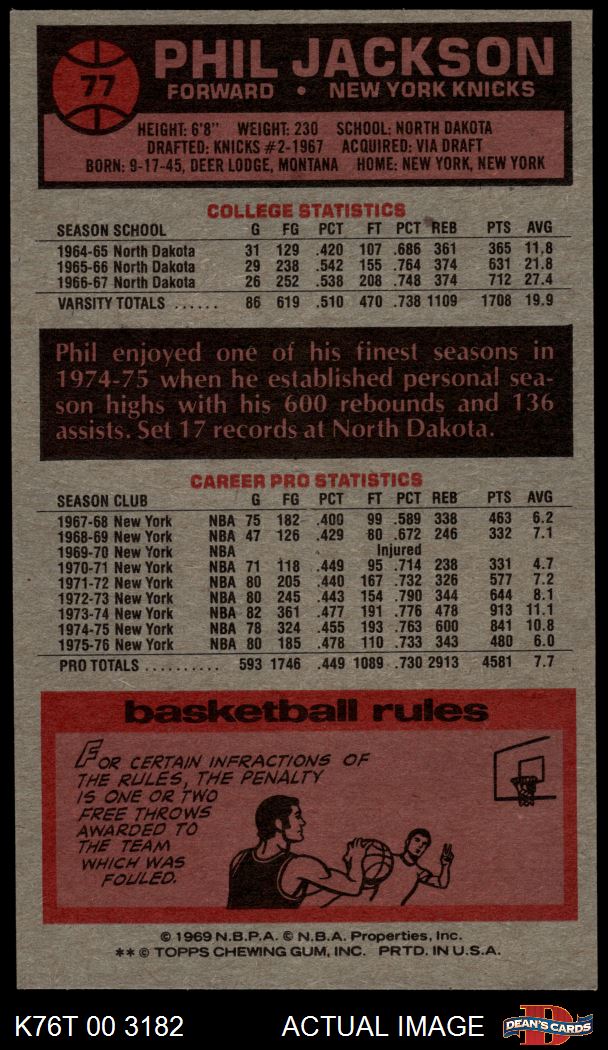 77
PHIL JACKSON
FORWARD • NEW YORK KNICKS
HEIGHT: 6'8" WEIGHT: 230 SCHOOL: NORTH DAKOTA
DRAFTED: KNICKS #2-1967 ACQUIRED: VIA DRAFT
BORN: 9-17-45, DEER LODGE, MONTANA HOME: NEW YORK, NEW YORK
COLLEGE STATISTICS
SEASON SCHOOL G FG PCT FT PCT REB PTS AVG
1964-65 North Dakota 31 129 .420 107 .686 361 365 11.8
1965-66 North Dakota 29 238 .542 155 .764 374 631 21.8
1966-67 North Dakota 26 252 .538 208 .748 374 712 27.4
VARSITY TOTALS ...... 86 619 .510 470 .738 1109 1708 19.9
Phil enjoyed one of his finest seasons in
1974-75 when he established personal sea-
son highs with his 600 rebounds and 136
assists. Set 17 records at North Dakota.
CAREER PRO STATISTICS
SEASON CLUB G FG PCT FT PCT REB PTS AVG
1967-68 New York NBA 75 182 .400 99 .589 338 463 6.2
1968-69 New York NBA 47 126 .429 80 .672 246 332 7.1
1969-70 New York NBA Injured
1970-71 New York NBA 71 118 .449 95 .714 238 331 4.7
1971-72 New York NBA 80 205 .440 167 .732 326 577 7.2
1972-73 New York NBA 80 245 .443 154 .790 344 644 8.1
1973-74 New York NBA 82 361 .477 191 .776 478 913 11.1
1974-75 New York NBA 78 324 .455 193 .763 600 841 10.8
1975-76 New York NBA 80 185 .478 110 .733 343 480 6.0
PRO TOTALS .......... 593 1746 .449 1089 .730 2913 4581 7.7
basketball rules
FOR CERTAIN INFRACTIONS OF
THE RULES, THE PENALTY
IS ONE OR TWO
FREE THROWS
AWARDED TO
THE TEAM
WHICH WAS
FOULED.
© 1969 N.B.P.A. © N.B.A. Properties, Inc.
** © TOPPS CHEWING GUM, INC. PRTD. IN U.S.A.
K76T 00 3182 ACTUAL IMAGE
D
DEAN'S CARDS